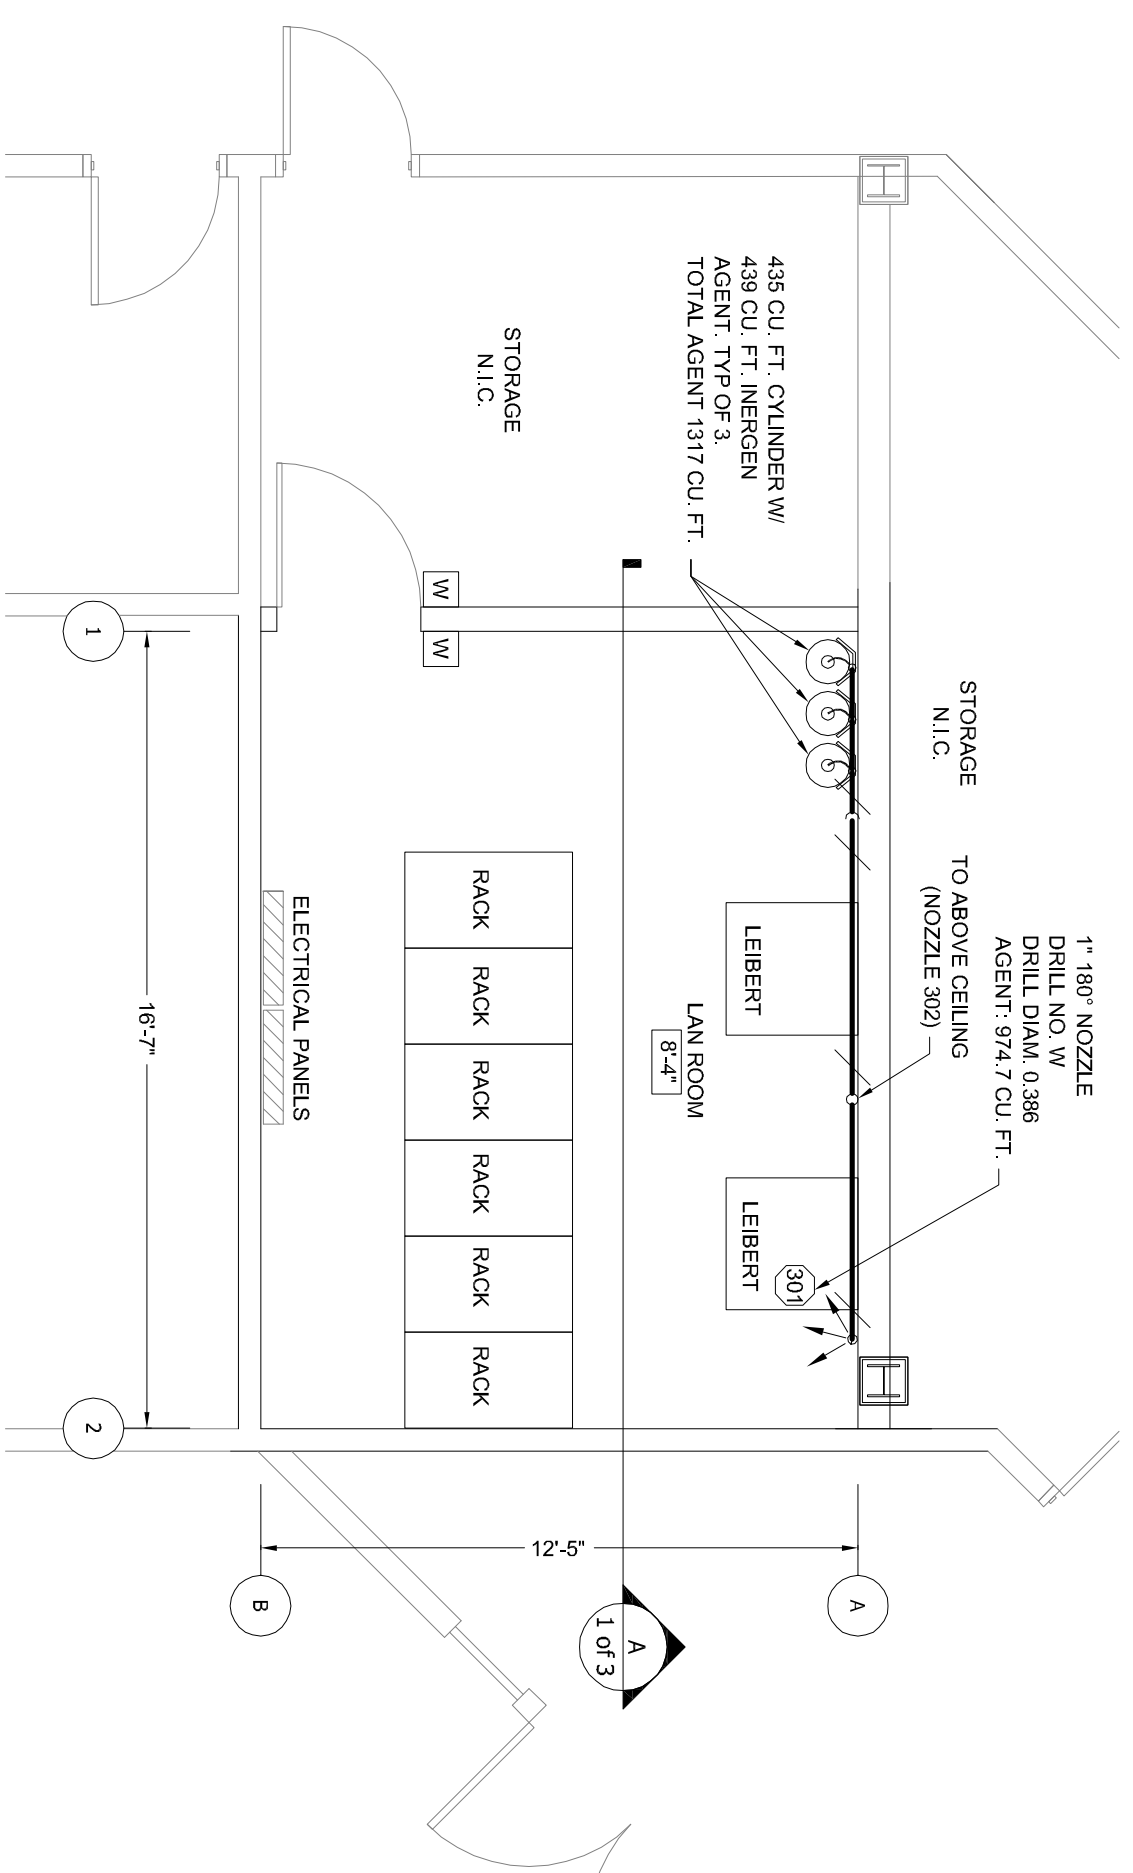 1" 180° NOZZLE
DRILL NO. W
DRILL DIAM. 0.386
AGENT: 974.7 CU. FT.
TO ABOVE CEILING
(NOZZLE 302)
STORAGE
N.I.C.
435 CU. FT. CYLINDER W/
439 CU. FT. INERGEN
AGENT. TYP OF 3.
TOTAL AGENT 1317 CU. FT.
STORAGE
N.I.C.
301
LEIBERT
LEIBERT
LAN ROOM
8'-4"
W
W
RACK
RACK
RACK
RACK
RACK
RACK
ELECTRICAL PANELS
16'-7"
1
2
12'-5"
A
B
A
1 of 3